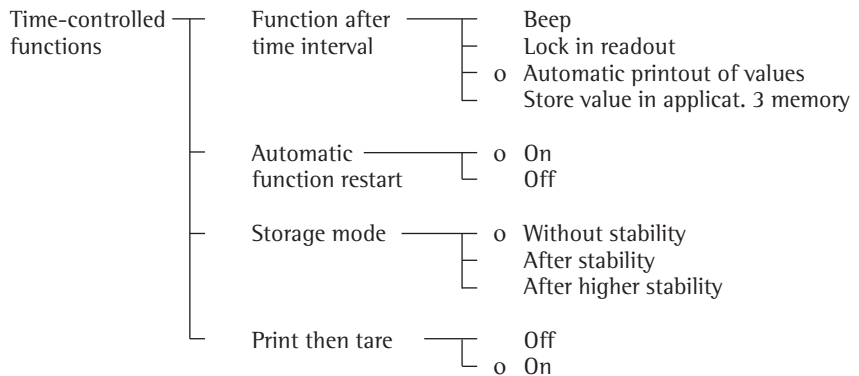 Time-controlled Function after Beep
functions time interval Lock in readout
o Automatic printout of values
Store value in applicat. 3 memory
Automatic o On
function restart Off
Storage mode o Without stability
After stability
After higher stability
Print then tare Off
o On